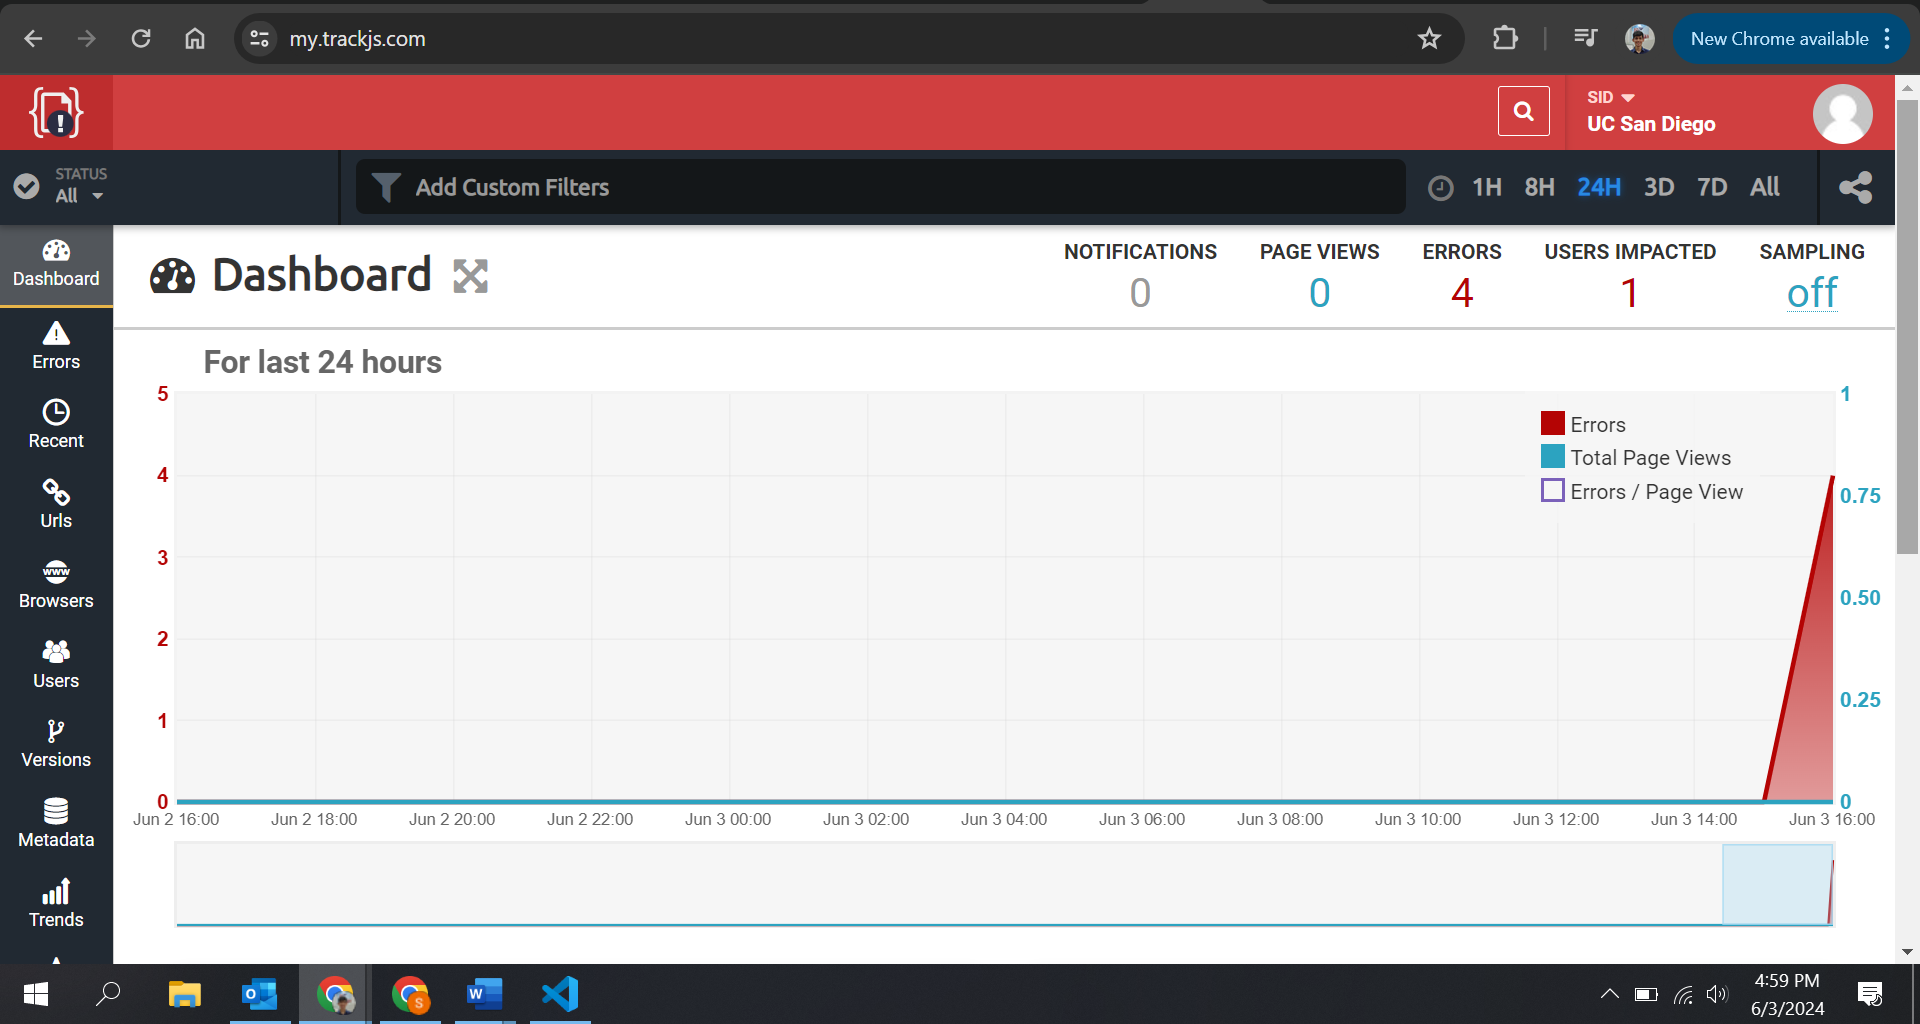 my.trackjs.com
New Chrome available
SID
UC San Diego
STATUS
All
Add Custom Filters
1H 8H 24H 3D 7D All
Dashboard
Errors
Recent
Urls
WWW
Browsers
Users
Versions
Metadata
Trends
Dashboard
NOTIFICATIONS
0
PAGE VIEWS
0
ERRORS
4
USERS IMPACTED
1
SAMPLING
off
For last 24 hours
5
4
3
2
1
0
Errors
Total Page Views
Errors / Page View
1
0.75
0.50
0.25
0
Jun 2 16:00 Jun 2 18:00 Jun 2 20:00 Jun 2 22:00 Jun 3 00:00 Jun 3 02:00 Jun 3 04:00 Jun 3 06:00 Jun 3 08:00 Jun 3 10:00 Jun 3 12:00 Jun 3 14:00 Jun 3 16:00
S
W
4:59 PM
6/3/2024